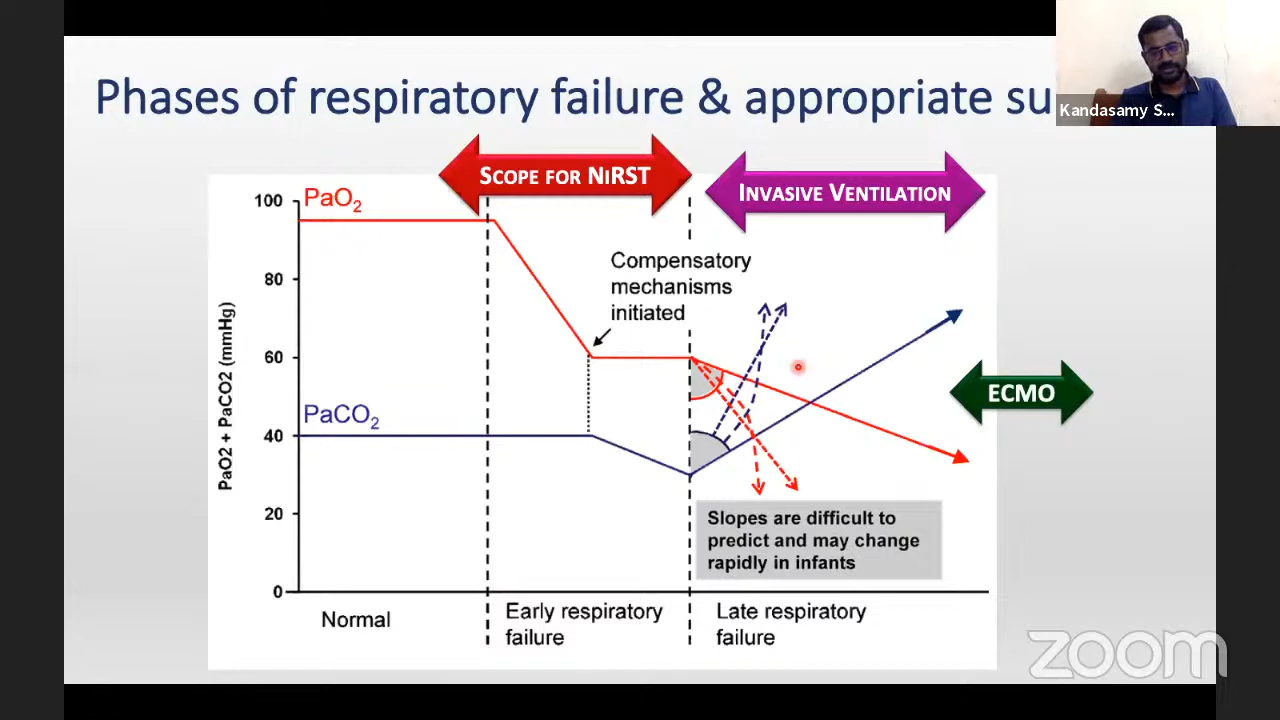 Phases of respiratory failure & appropriate su
Kandasamy S...
SCOPE FOR NIRST
INVASIVE VENTILATION
PaO2
Compensatory
mechanisms
initiated
PaCO2
ECMO
PaO2 + PaCO2 (mmHg)
100
80
60
40
20
0
Slopes are difficult to
predict and may change
rapidly in infants
Normal
Early respiratory
failure
Late respiratory
failure
zoom